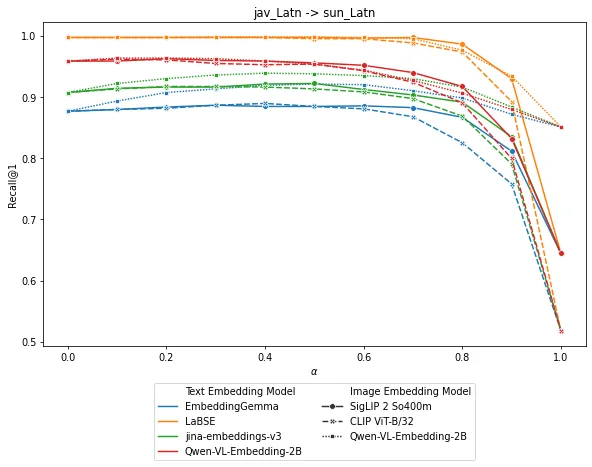 jav_Latn -> sun_Latn
1.0
0.9
0.8
0.7
0.6
0.5
Recall@1
0.0 0.2 0.4 0.6 0.8 1.0
α
Text Embedding Model Image Embedding Model
EmbeddingGemma SigLIP 2 So400m
LaBSE CLIP ViT-B/32
jina-embeddings-v3 Qwen-VL-Embedding-2B
Qwen-VL-Embedding-2B